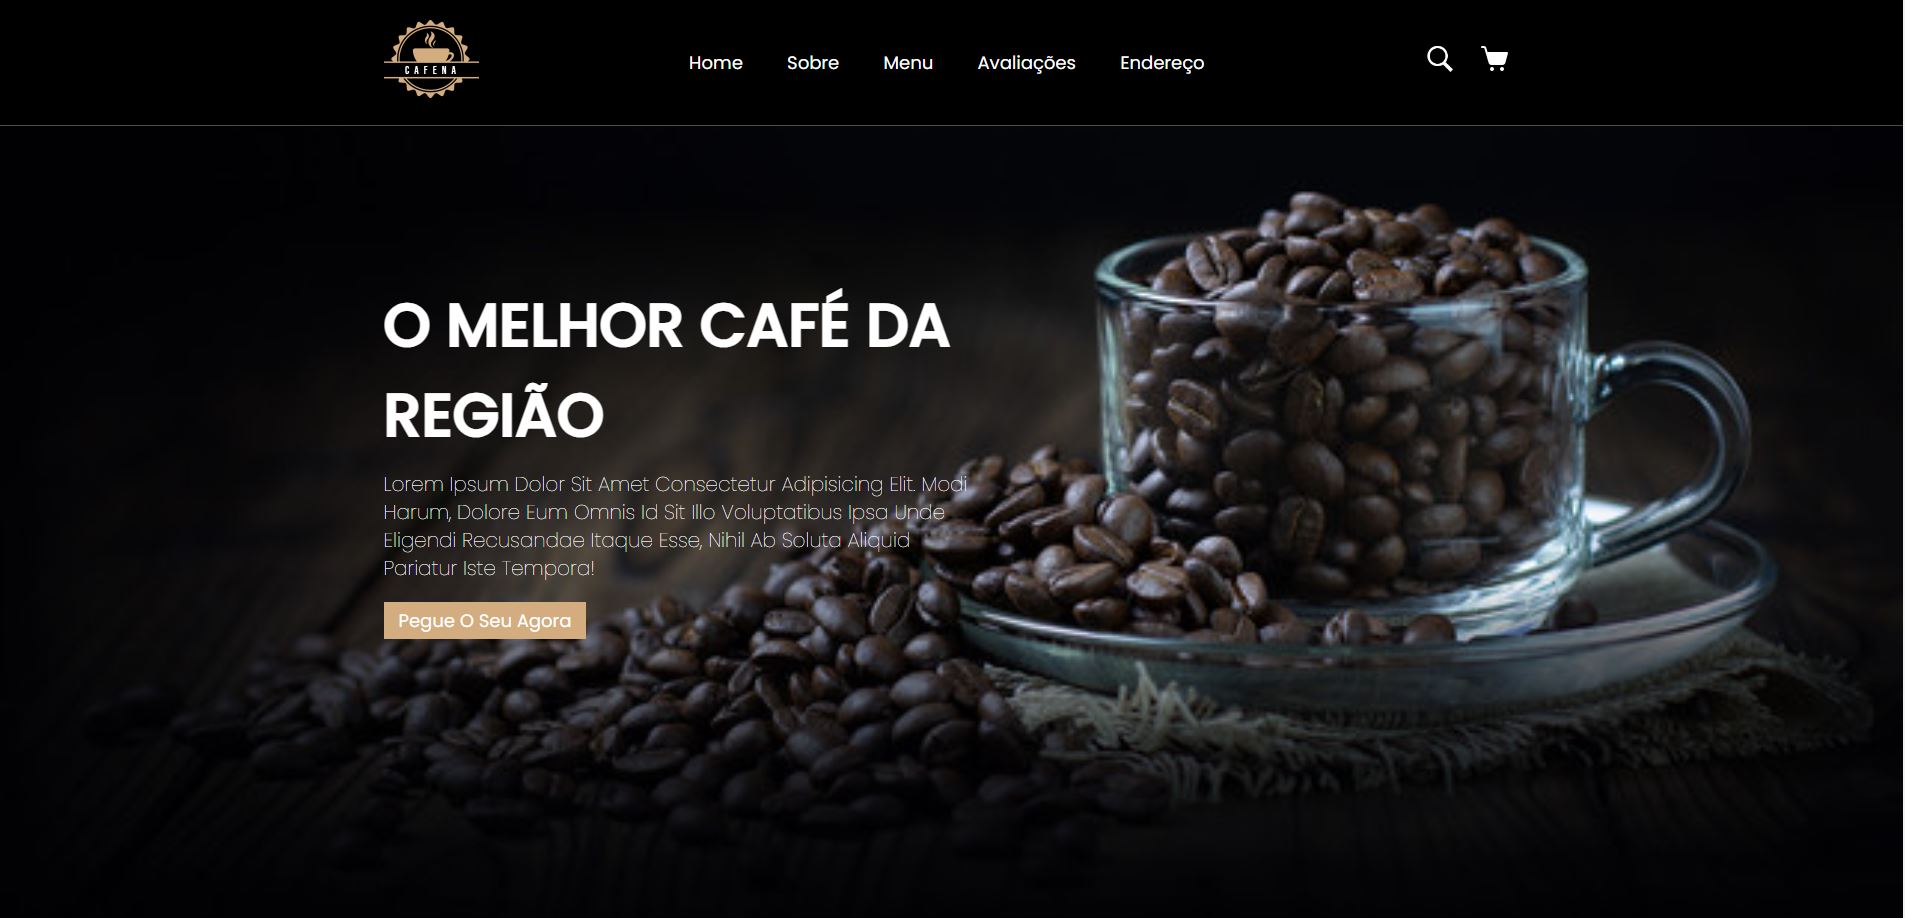 CAFENA
Home
Sobre
Menu
Avaliações
Endereço
O MELHOR CAFÉ DA
REGIÃO
Lorem Ipsum Dolor Sit Amet Consectetur Adipisicing Elit. Modi
Harum, Dolore Eum Omnis Id Sit Illo Voluptatibus Ipsa Unde
Eligendi Recusandae Itaque Esse, Nihil Ab Soluta Aliquid
Pariatur Iste Tempora!
Pegue O Seu Agora